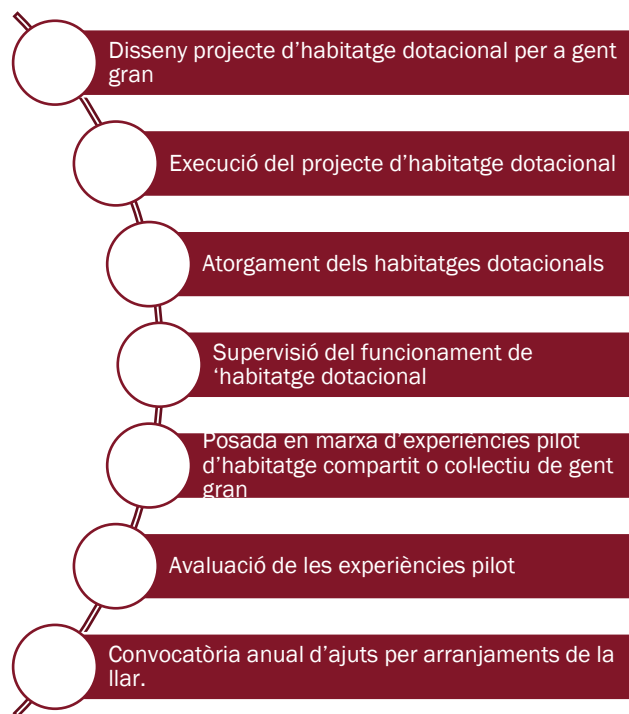 Disseny projecte d’habitatge dotacional per a gent
gran
Execució del projecte d’habitatge dotacional
Atorgament dels habitatges dotacionals
Supervisió del funcionament de
‘habitatge dotacional
Posada en marxa d’experiències pilot
d’habitatge compartit o col·lectiu de gent
gran
Avaluació de les experiències pilot
Convocatòria anual d’ajuts per arranjaments de la
llar.